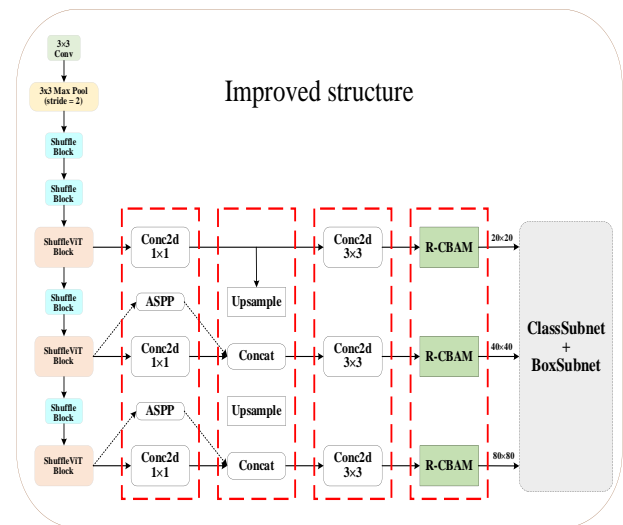 3×3
Conv
3x3 Max Pool
(stride = 2)
Improved structure
Shuffle
Block
Shuffle
Block
ShuffleViT
Block
Conc2d
1×1
Conc2d
3×3
R-CBAM
20×20
Shuffle
Block
ASPP
Upsample
ShuffleViT
Block
Conc2d
1×1
Concat
Conc2d
3×3
R-CBAM
40×40
ClassSubnet
+
BoxSubnet
Shuffle
Block
ASPP
Upsample
ShuffleViT
Block
Conc2d
1×1
Concat
Conc2d
3×3
R-CBAM
80×80